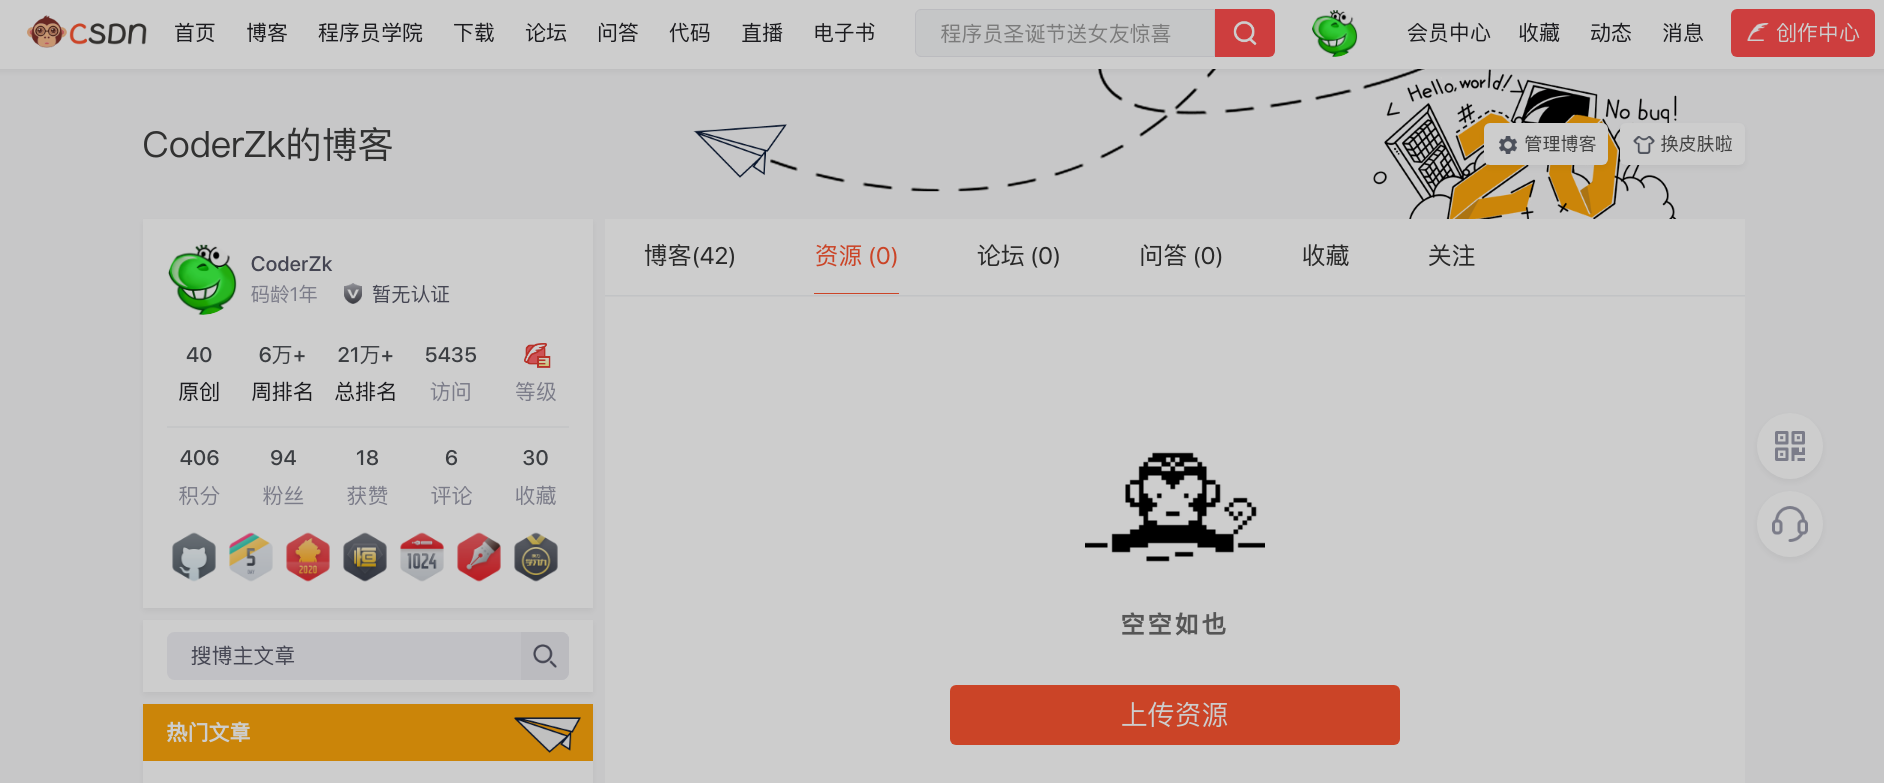 CSDN 首页 博客 程序员学院 下载 论坛 问答 代码 直播 电子书 程序员圣诞节送女友惊喜 会员中心 收藏 动态 消息 创作中心
Hello,world!
No bug!
20
CoderZk的博客
管理博客 换皮肤啦
CoderZk
码龄1年 暂无认证
40 6万+ 21万+ 5435
原创 周排名 总排名 访问 等级
406 94 18 6 30
积分 粉丝 获赞 评论 收藏
5 2020 恒 1024
搜博主文章
热门文章
博客(42) 资源 (0) 论坛 (0) 问答 (0) 收藏 关注
空空如也
上传资源